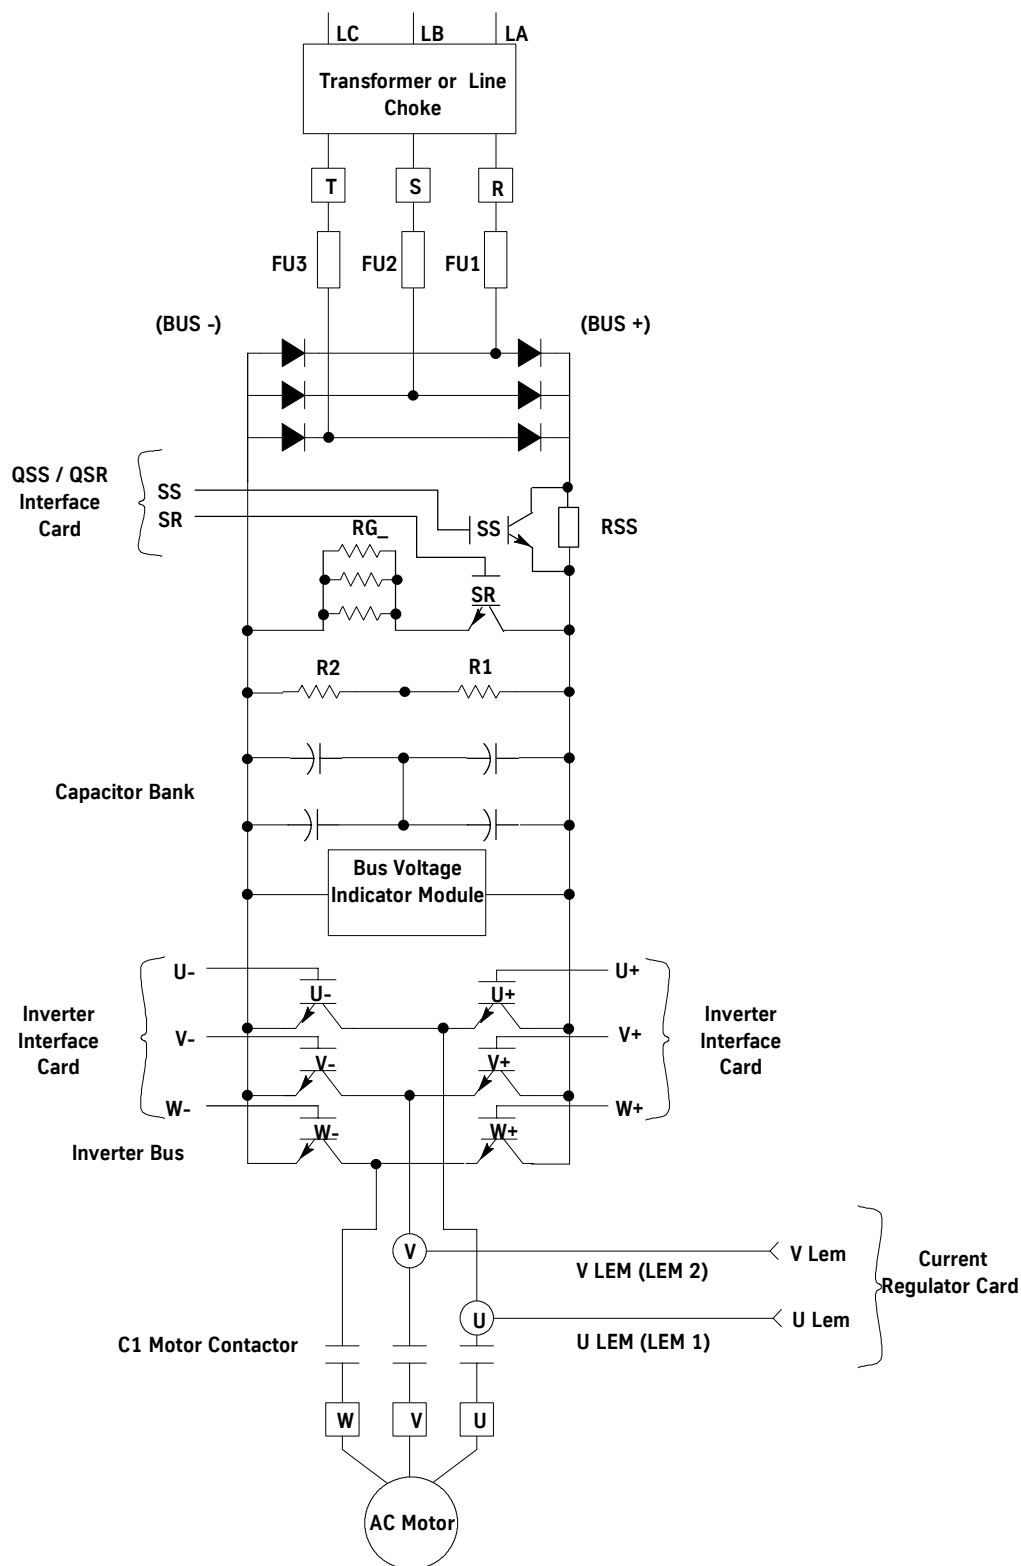 LC LB LA
Transformer or Line
Choke
T S R
FU3 FU2 FU1
(BUS -) (BUS +)
QSS / QSR
Interface
Card
SS
SR
SS
RSS
RG_
SR
R2 R1
Capacitor Bank
Bus Voltage
Indicator Module
U- U- U+ U+
Inverter
Interface
Card
V- V- V+ V+
Inverter
Interface
Card
W- W- W+ W+
Inverter Bus
V
V LEM (LEM 2)
V Lem
Current
Regulator Card
U
U LEM (LEM 1)
U Lem
C1 Motor Contactor
W V U
AC Motor